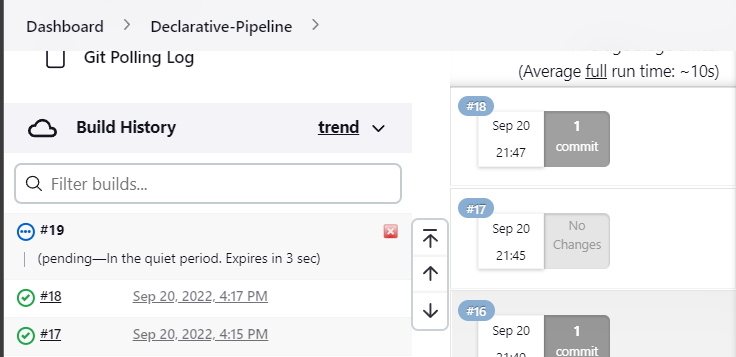 Dashboard
Declarative-Pipeline
Git Polling Log
Build History
trend
Filter builds...
#19
(pending—In the quiet period. Expires in 3 sec)
#18
Sep 20, 2022, 4:17 PM
#17
Sep 20, 2022, 4:15 PM
(Average full run time: ~10s)
#18
Sep 20
21:47
1
commit
#17
Sep 20
21:45
No
Changes
#16
Sep 20
1
commit